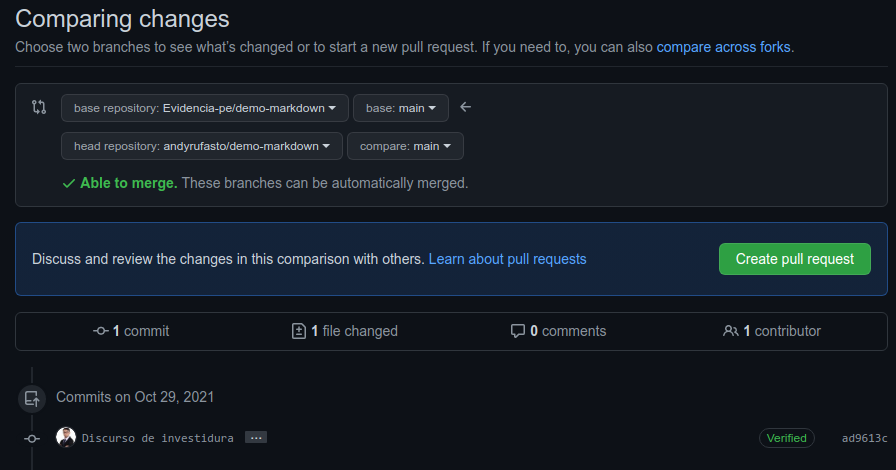 Comparing changes
Choose two branches to see what's changed or to start a new pull request. If you need to, you can also compare across forks.
base repository: Evidencia-pe/demo-markdown base: main
head repository: andyrufasto/demo-markdown compare: main
Able to merge. These branches can be automatically merged.
Discuss and review the changes in this comparison with others. Learn about pull requests Create pull request
1 commit 1 file changed 0 comments 1 contributor
Commits on Oct 29, 2021
Discurso de investidura ... Verified ad9613c